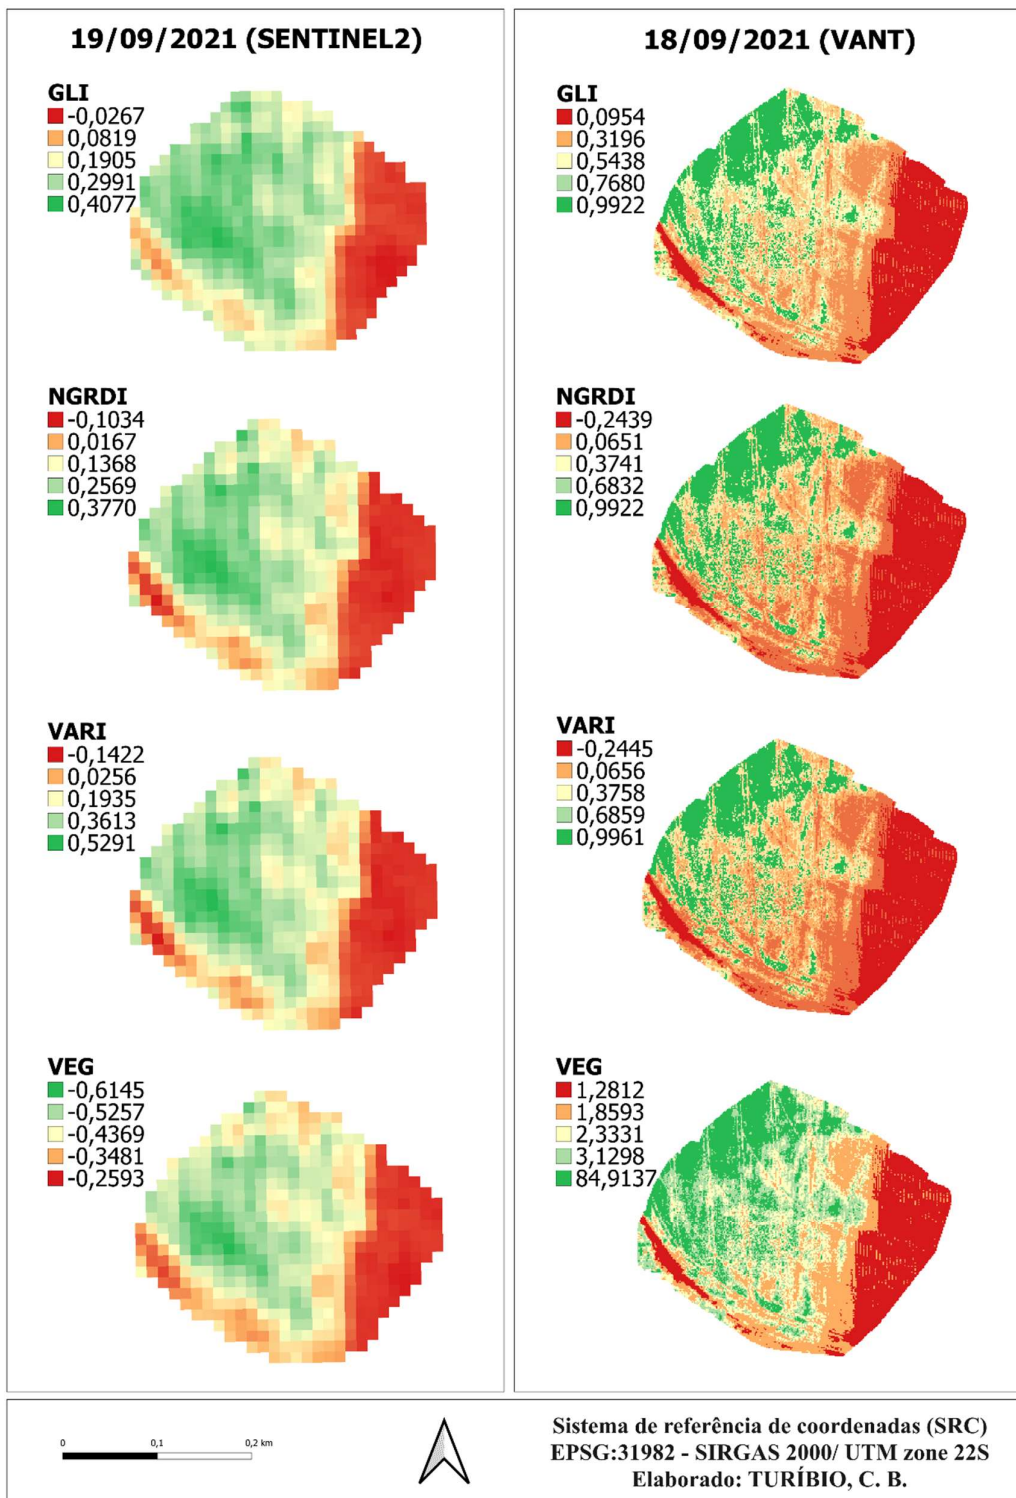 19/09/2021 (SENTINEL2)
GLI
-0,0267
0,0819
0,1905
0,2991
0,4077
NGRDI
-0,1034
0,0167
0,1368
0,2569
0,3770
VARI
-0,1422
0,0256
0,1935
0,3613
0,5291
VEG
-0,6145
-0,5257
-0,4369
-0,3481
-0,2593
18/09/2021 (VANT)
GLI
0,0954
0,3196
0,5438
0,7680
0,9922
NGRDI
-0,2439
0,0651
0,3741
0,6832
0,9922
VARI
-0,2445
0,0656
0,3758
0,6859
0,9961
VEG
1,2812
1,8593
2,3331
3,1298
84,9137
0 0,1 0,2 km
Sistema de referência de coordenadas (SRC)
EPSG:31982 - SIRGAS 2000/ UTM zone 22S
Elaborado: TURÍBIO, C. B.